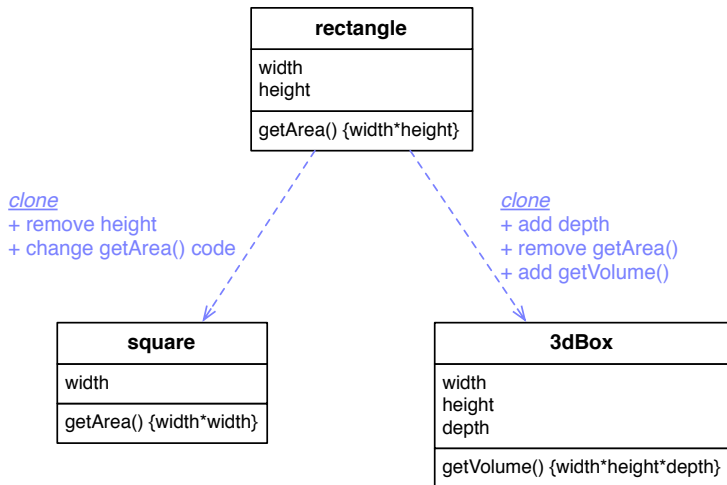 rectangle
width
height
getArea() {width*height}
clone
+ remove height
+ change getArea() code
clone
+ add depth
+ remove getArea()
+ add getVolume()
square
width
getArea() {width*width}
3dBox
width
height
depth
getVolume() {width*height*depth}